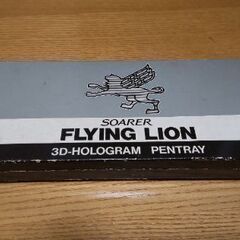 SOARER
FLYING LION
3D-HOLOGRAM PENTRAY